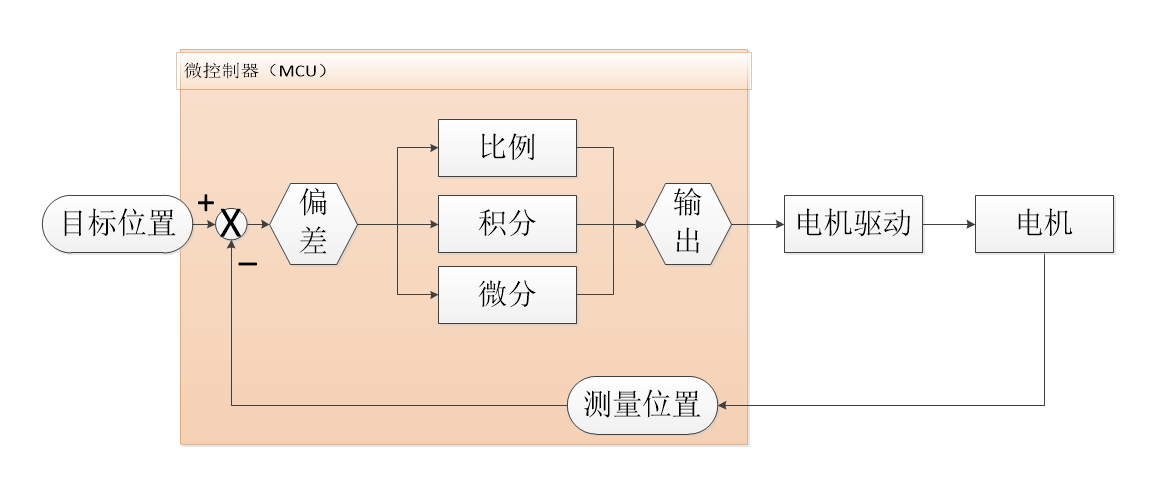 微控制器（MCU）
比例
目标位置
+
X
偏
差
积分
输
出
电机驱动
电机
−
微分
测量位置